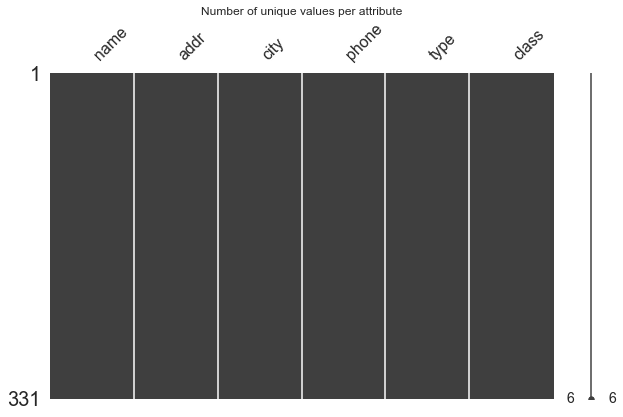 Number of unique values per attribute
name addr city phone type class
1
331
6 6